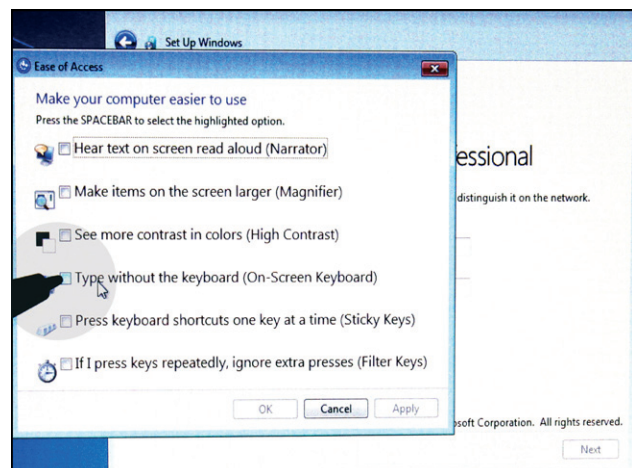 Set Up Windows
Ease of Access
Make your computer easier to use
Press the SPACEBAR to select the highlighted option.
Hear text on screen read aloud (Narrator)
essional
Make items on the screen larger (Magnifier)
distinguish it on the network.
See more contrast in colors (High Contrast)
Type without the keyboard (On-Screen Keyboard)
Press keyboard shortcuts one key at a time (Sticky Keys)
If I press keys repeatedly, ignore extra presses (Filter Keys)
OK Cancel Apply
osoft Corporation. All rights reserved.
Next